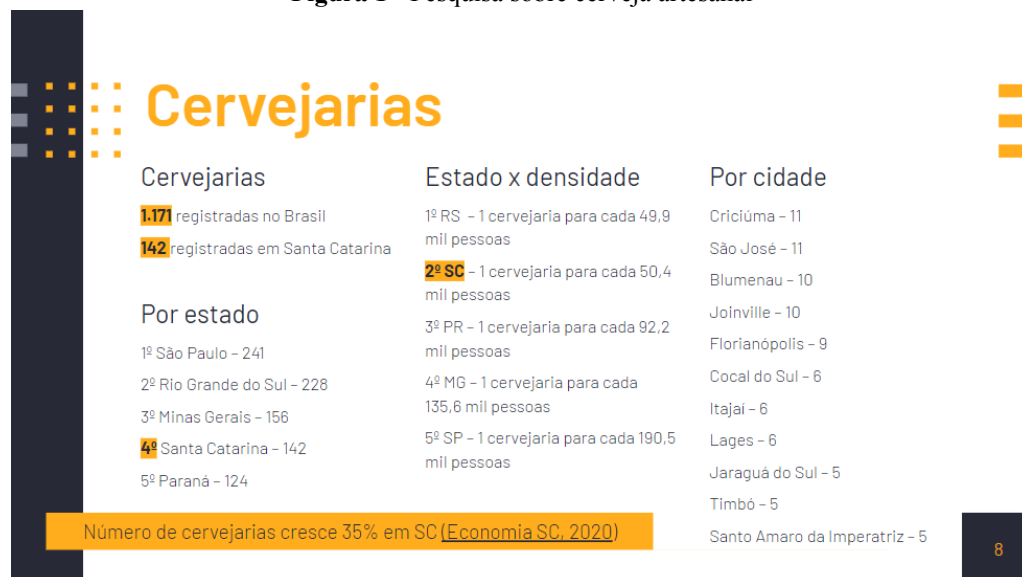 Figura 1 - Pesquisa sobre cerveja artesanal
Cervejarias
Cervejarias
1.171 registradas no Brasil
142 registradas em Santa Catarina
Por estado
1º São Paulo – 241
2º Rio Grande do Sul – 228
3º Minas Gerais – 156
4º Santa Catarina – 142
5º Paraná – 124
Estado x densidade
1º RS – 1 cervejaria para cada 49,9
mil pessoas
2º SC – 1 cervejaria para cada 50,4
mil pessoas
3º PR – 1 cervejaria para cada 92,2
mil pessoas
4º MG – 1 cervejaria para cada
135,6 mil pessoas
5º SP – 1 cervejaria para cada 190,5
mil pessoas
Por cidade
Criciúma – 11
São José – 11
Blumenau – 10
Joinville – 10
Florianópolis – 9
Cocal do Sul – 6
Itajaí – 6
Lages – 6
Jaraguá do Sul – 5
Timbó – 5
Santo Amaro da Imperatriz – 5
Número de cervejarias cresce 35% em SC (Economia SC, 2020)
8